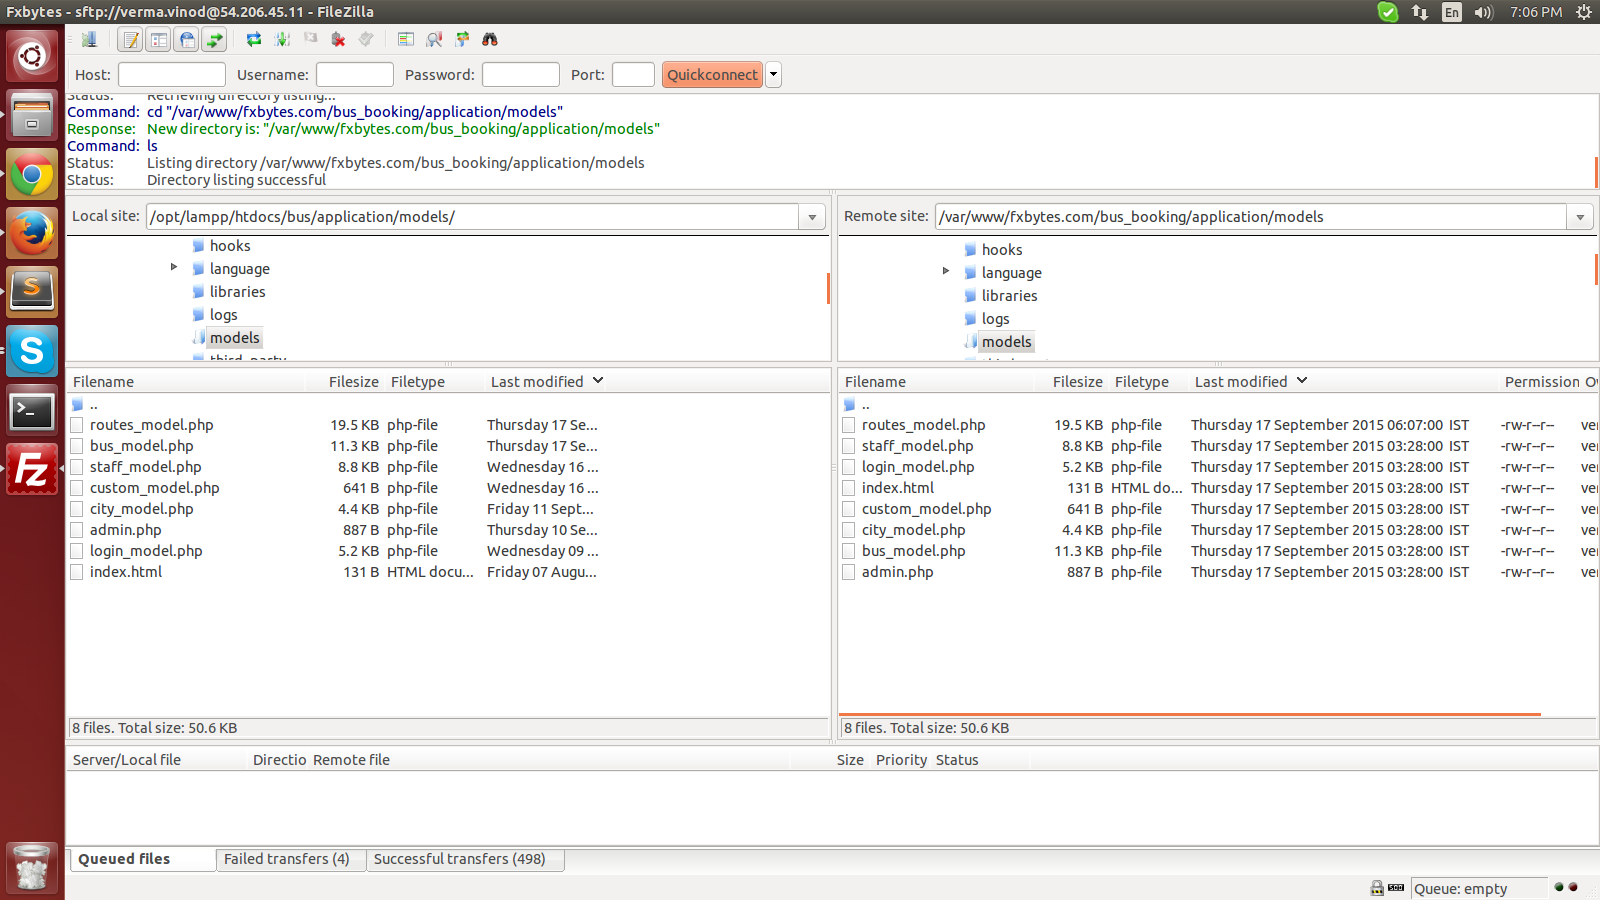 Fxbytes - sftp://verma.vinod@54.206.45.11 - FileZilla
En
7:06 PM
Host:
Username:
Password:
Port:
Quickconnect
Status: Retrieving directory listing...
Command: cd "/var/www/fxbytes.com/bus_booking/application/models"
Response: New directory is: "/var/www/fxbytes.com/bus_booking/application/models"
Command: ls
Status: Listing directory /var/www/fxbytes.com/bus_booking/application/models
Status: Directory listing successful
Local site: /opt/lampp/htdocs/bus/application/models/
hooks
language
libraries
logs
models
third_party
Filename Filesize Filetype Last modified
..
routes_model.php 19.5 KB php-file Thursday 17 Se...
bus_model.php 11.3 KB php-file Thursday 17 Se...
staff_model.php 8.8 KB php-file Wednesday 16 ...
custom_model.php 641 B php-file Wednesday 16 ...
city_model.php 4.4 KB php-file Friday 11 Sept...
admin.php 887 B php-file Thursday 10 Se...
login_model.php 5.2 KB php-file Wednesday 09 ...
index.html 131 B HTML docu... Friday 07 Augu...
8 files. Total size: 50.6 KB
Remote site: /var/www/fxbytes.com/bus_booking/application/models
hooks
language
libraries
logs
models
Filename Filesize Filetype Last modified Permission Ow
..
routes_model.php 19.5 KB php-file Thursday 17 September 2015 06:07:00 IST -rw-r--r-- ver
staff_model.php 8.8 KB php-file Thursday 17 September 2015 03:28:00 IST -rw-r--r-- ver
login_model.php 5.2 KB php-file Thursday 17 September 2015 03:28:00 IST -rw-r--r-- ver
index.html 131 B HTML do... Thursday 17 September 2015 03:28:00 IST -rw-r--r-- ver
custom_model.php 641 B php-file Thursday 17 September 2015 03:28:00 IST -rw-r--r-- ver
city_model.php 4.4 KB php-file Thursday 17 September 2015 03:28:00 IST -rw-r--r-- ver
bus_model.php 11.3 KB php-file Thursday 17 September 2015 03:28:00 IST -rw-r--r-- ver
admin.php 887 B php-file Thursday 17 September 2015 03:28:00 IST -rw-r--r-- ver
8 files. Total size: 50.6 KB
Server/Local file Directio Remote file Size Priority Status
Queued files Failed transfers (4) Successful transfers (498)
Queue: empty